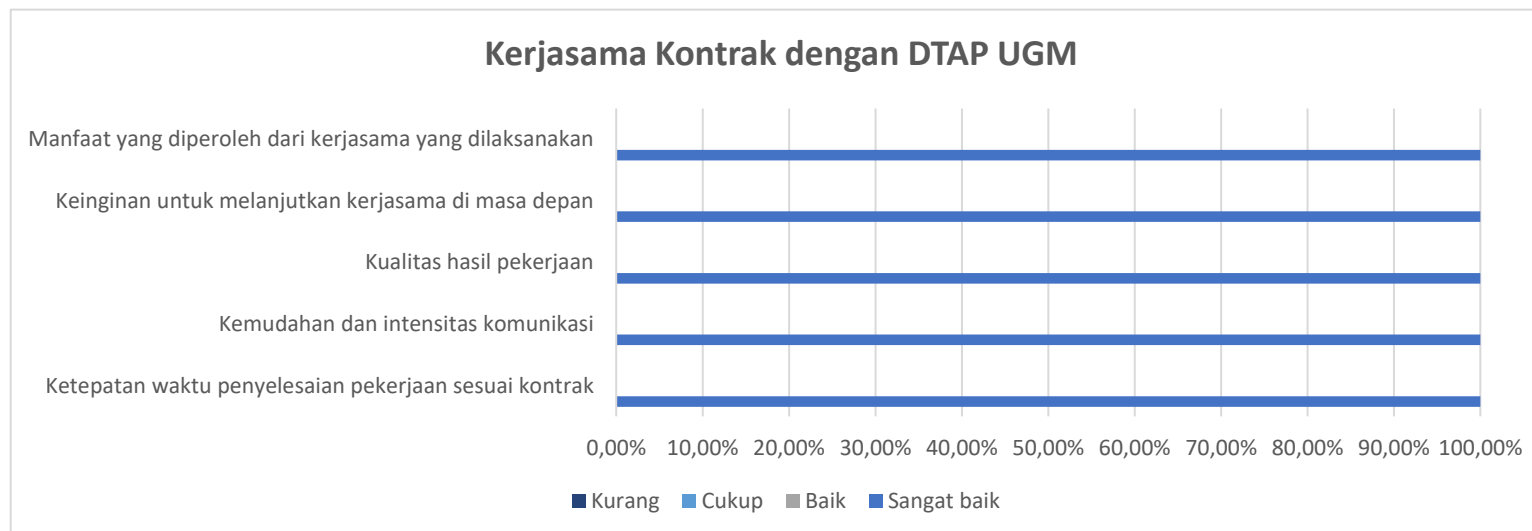 Kerjasama Kontrak dengan DTAP UGM
Manfaat yang diperoleh dari kerjasama yang dilaksanakan
Keinginan untuk melanjutkan kerjasama di masa depan
Kualitas hasil pekerjaan
Kemudahan dan intensitas komunikasi
Ketepatan waktu penyelesaian pekerjaan sesuai kontrak
0,00% 10,00% 20,00% 30,00% 40,00% 50,00% 60,00% 70,00% 80,00% 90,00% 100,00%
Kurang Cukup Baik Sangat baik